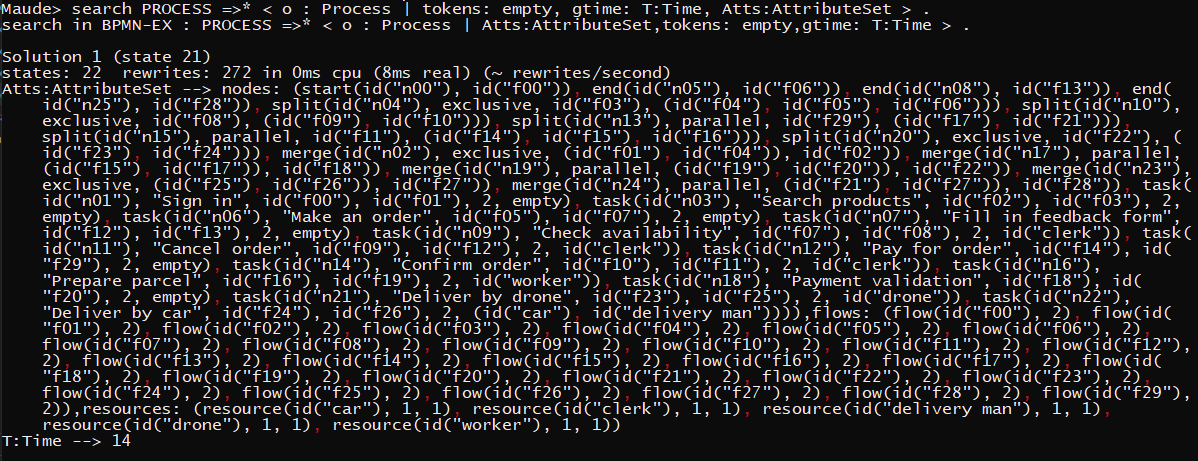 Maude> search PROCESS =>* < o : Process | tokens: empty, gtime: T:Time, Atts:AttributeSet > .
search in BPMN-EX : PROCESS =>* < o : Process | Atts:AttributeSet,tokens: empty,gtime: T:Time > .
Solution 1 (state 21)
states: 22  rewrites: 272 in 0ms cpu (8ms real) (~ rewrites/second)
Atts:AttributeSet --> nodes: (start(id("n00"), id("f00")), end(id("n05"), id("f06")), end(id("n08"), id("f13")), end(
id("n25"), id("f28")), split(id("n04"), exclusive, id("f03"), (id("f04"), id("f05"), id("f06"))), split(id("n10"),
exclusive, id("f08"), (id("f09"), id("f10"))), split(id("n13"), parallel, id("f29"), (id("f17"), id("f21"))),
split(id("n15"), parallel, id("f11"), (id("f14"), id("f15"), id("f16"))), split(id("n20"), exclusive, id("f22"), (
id("f23"), id("f24"))), merge(id("n02"), exclusive, (id("f01"), id("f04")), id("f02")), merge(id("n17"), parallel,
(id("f15"), id("f17")), id("f18")), merge(id("n19"), parallel, (id("f19"), id("f20")), id("f22")), merge(id("n23"),
exclusive, (id("f25"), id("f26")), id("f27")), merge(id("n24"), parallel, (id("f21"), id("f27")), id("f28")), task(
id("n01"), "Sign in", id("f00"), id("f01"), 2, empty), task(id("n03"), "Search products", id("f02"), id("f03"), 2,
empty), task(id("n06"), "Make an order", id("f05"), id("f07"), 2, empty), task(id("n07"), "Fill in feedback form",
id("f12"), id("f13"), 2, empty), task(id("n09"), "Check availability", id("f07"), id("f08"), 2, id("clerk")), task(
id("n11"), "Cancel order", id("f09"), id("f12"), 2, id("clerk")), task(id("n12"), "Pay for order", id("f14"), id(
"f29"), 2, empty), task(id("n14"), "Confirm order", id("f10"), id("f11"), 2, id("clerk")), task(id("n16"),
"Prepare parcel", id("f16"), id("f19"), 2, id("worker")), task(id("n18"), "Payment validation", id("f18"), id(
"f20"), 2, empty), task(id("n21"), "Deliver by drone", id("f23"), id("f25"), 2, id("drone")), task(id("n22"),
"Deliver by car", id("f24"), id("f26"), 2, (id("car"), id("delivery man")))),flows: (flow(id("f00"), 2), flow(id(
"f01"), 2), flow(id("f02"), 2), flow(id("f03"), 2), flow(id("f04"), 2), flow(id("f05"), 2), flow(id("f06"), 2),
flow(id("f07"), 2), flow(id("f08"), 2), flow(id("f09"), 2), flow(id("f10"), 2), flow(id("f11"), 2), flow(id("f12"),
2), flow(id("f13"), 2), flow(id("f14"), 2), flow(id("f15"), 2), flow(id("f16"), 2), flow(id("f17"), 2), flow(id(
"f18"), 2), flow(id("f19"), 2), flow(id("f20"), 2), flow(id("f21"), 2), flow(id("f22"), 2), flow(id("f23"), 2),
flow(id("f24"), 2), flow(id("f25"), 2), flow(id("f26"), 2), flow(id("f27"), 2), flow(id("f28"), 2), flow(id("f29"),
2)),resources: (resource(id("car"), 1, 1), resource(id("clerk"), 1, 1), resource(id("delivery man"), 1, 1),
resource(id("drone"), 1, 1), resource(id("worker"), 1, 1))
T:Time --> 14